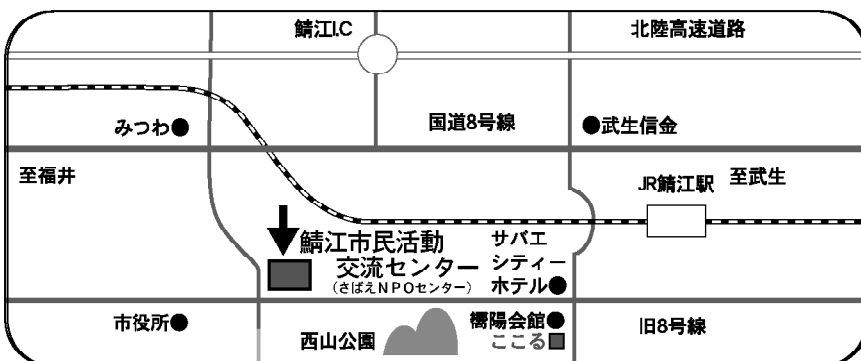 鯖江I.C
北陸高速道路
みつわ●
国道8号線
●武生信金
至福井
JR鯖江駅
至武生
鯖江市民活動
交流センター
(さばえNPOセンター)
サバエ
シティー
ホテル●
市役所●
西山公園
嚮陽会館●
こころ■
旧8号線